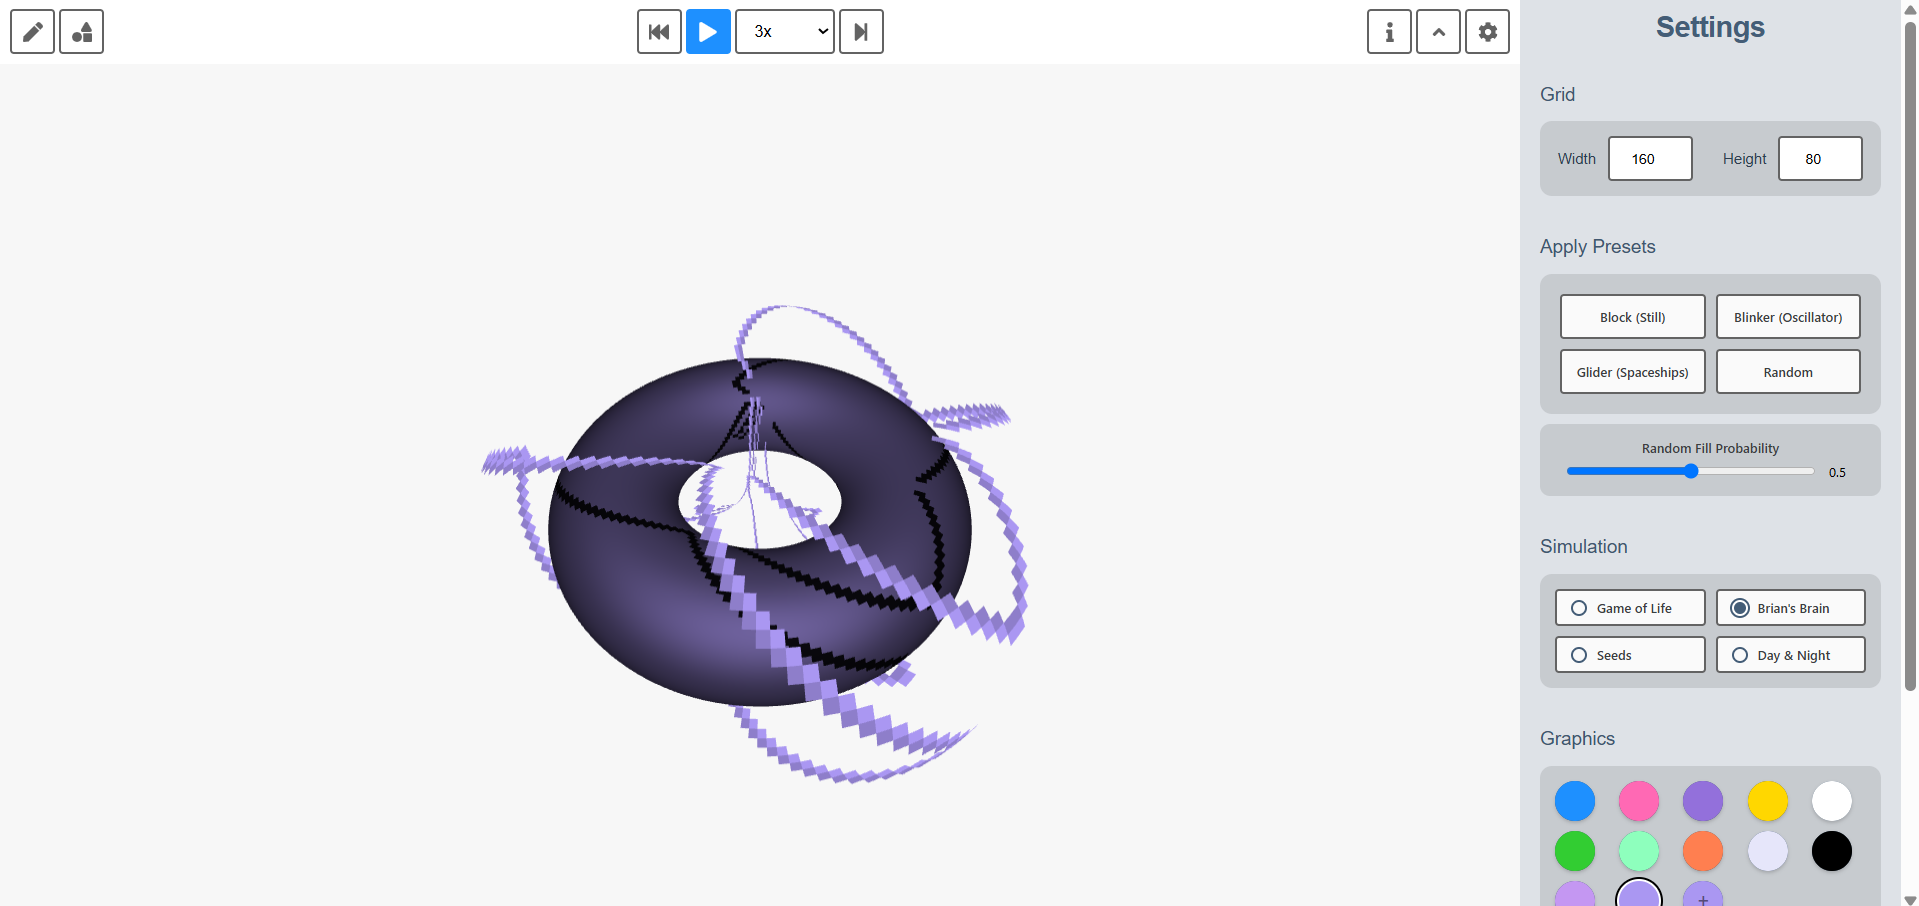 3x
Settings
Grid
Width 160 Height 80
Apply Presets
Block (Still) Blinker (Oscillator)
Glider (Spaceships) Random
Random Fill Probability
0.5
Simulation
Game of Life Brian's Brain
Seeds Day & Night
Graphics
+